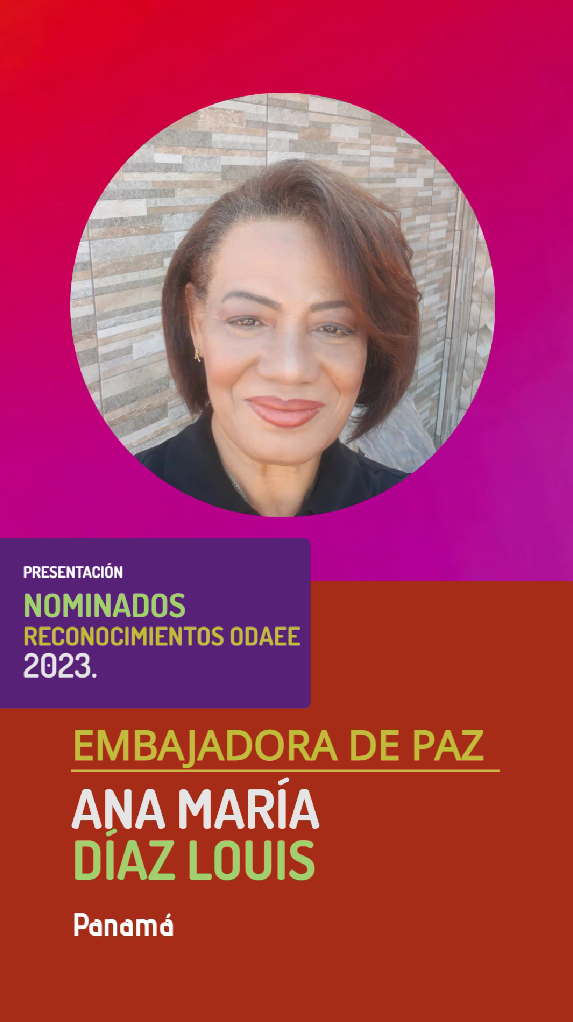 PRESENTACIÓN
NOMINADOS
RECONOCIMIENTOS ODAEE
2023.
EMBAJADORA DE PAZ
ANA MARÍA
DÍAZ LOUIS
Panamá